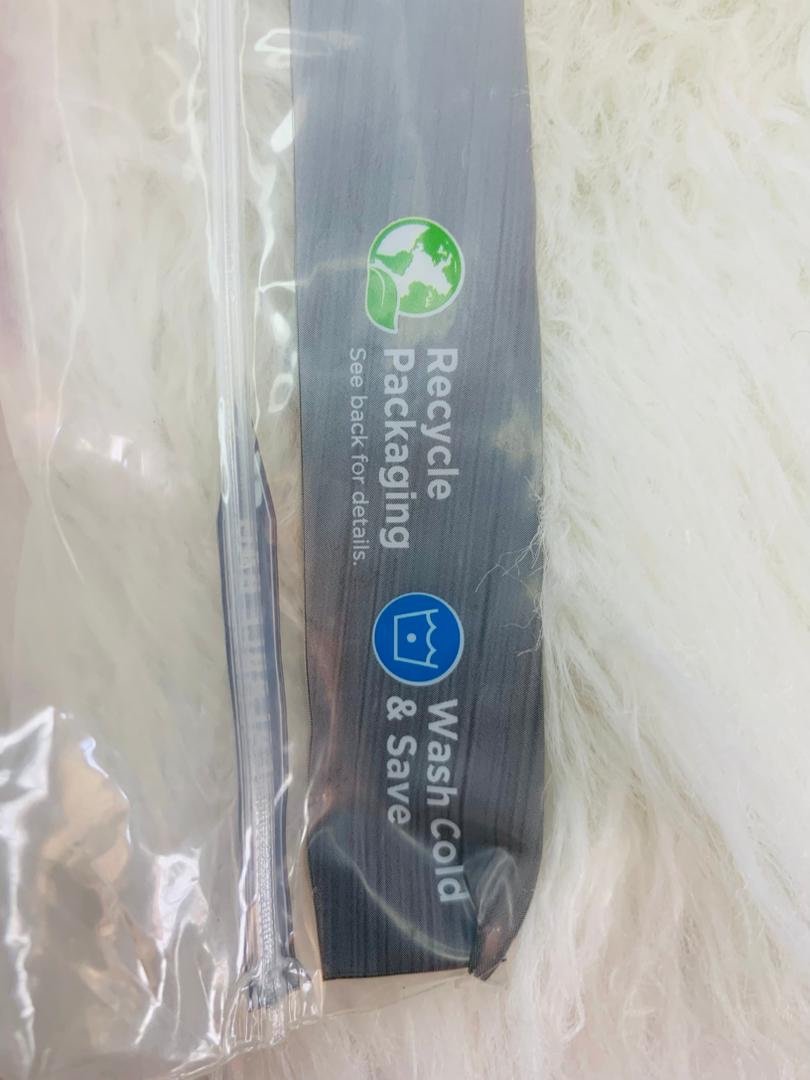 Recycle
Packaging
See back for details.
Wash Cold
& Save